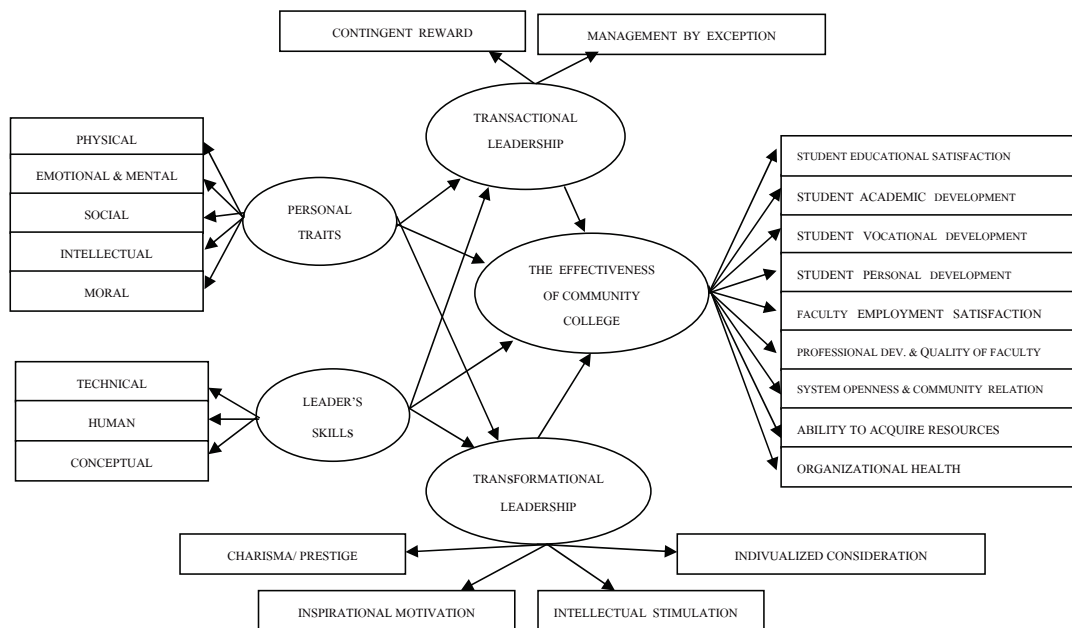 CONTINGENT REWARD
MANAGEMENT BY EXCEPTION
TRANSACTIONAL
LEADERSHIP
PHYSICAL
EMOTIONAL & MENTAL
SOCIAL
INTELLECTUAL
MORAL
PERSONAL
TRAITS
THE EFFECTIVENESS
OF COMMUNITY
COLLEGE
STUDENT EDUCATIONAL SATISFACTION
STUDENT ACADEMIC DEVELOPMENT
STUDENT VOCATIONAL DEVELOPMENT
STUDENT PERSONAL DEVELOPMENT
FACULTY EMPLOYMENT SATISFACTION
PROFESSIONAL DEV. & QUALITY OF FACULTY
SYSTEM OPENNESS & COMMUNITY RELATION
ABILITY TO ACQUIRE RESOURCES
ORGANIZATIONAL HEALTH
TECHNICAL
HUMAN
CONCEPTUAL
LEADER'S
SKILLS
TRANSFORMATIONAL
LEADERSHIP
CHARISMA/ PRESTIGE
INDIVUALIZED CONSIDERATION
INSPIRATIONAL MOTIVATION
INTELLECTUAL STIMULATION